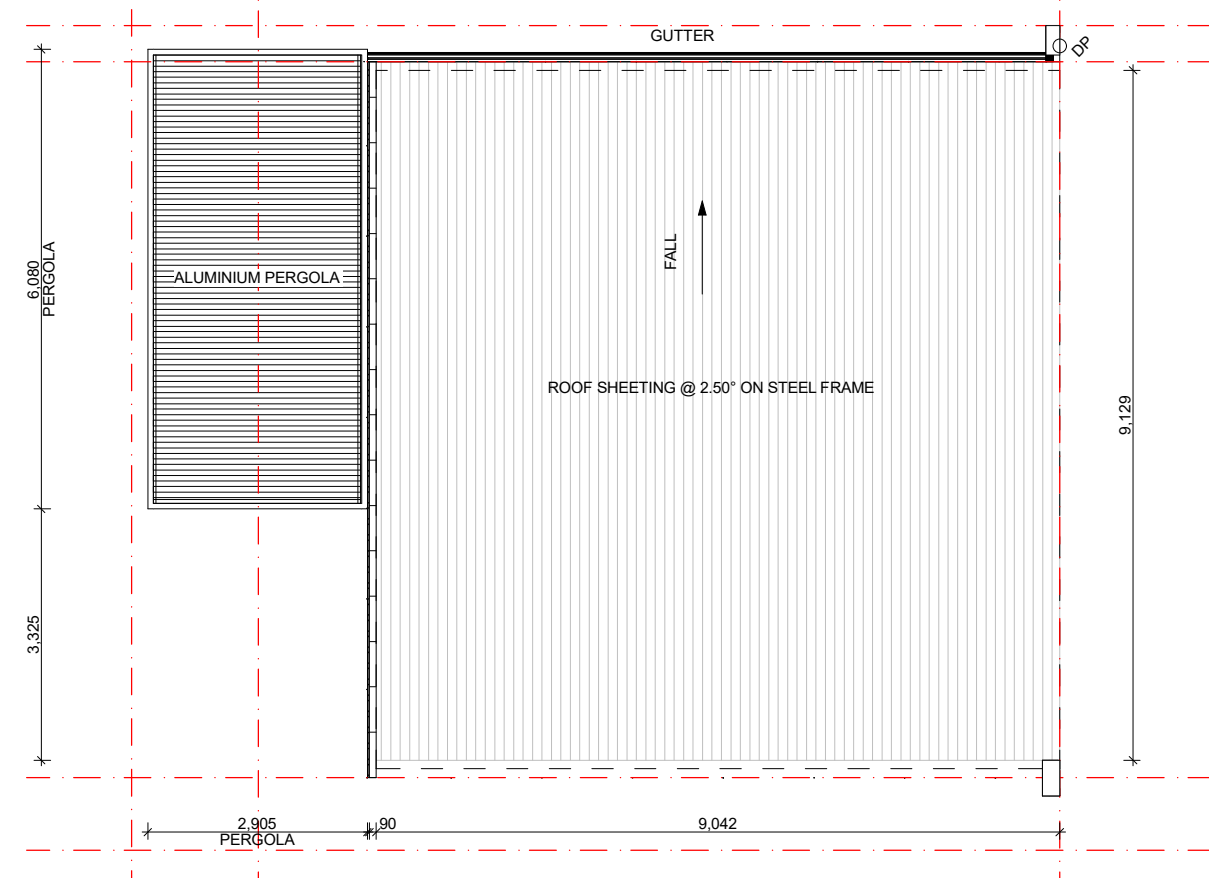 GUTTER
DP
6,080
PERGOLA
FALL
ALUMINIUM PERGOLA
ROOF SHEETING @ 2.50° ON STEEL FRAME
9,129
3,325
2,905
PERGOLA
90
9,042